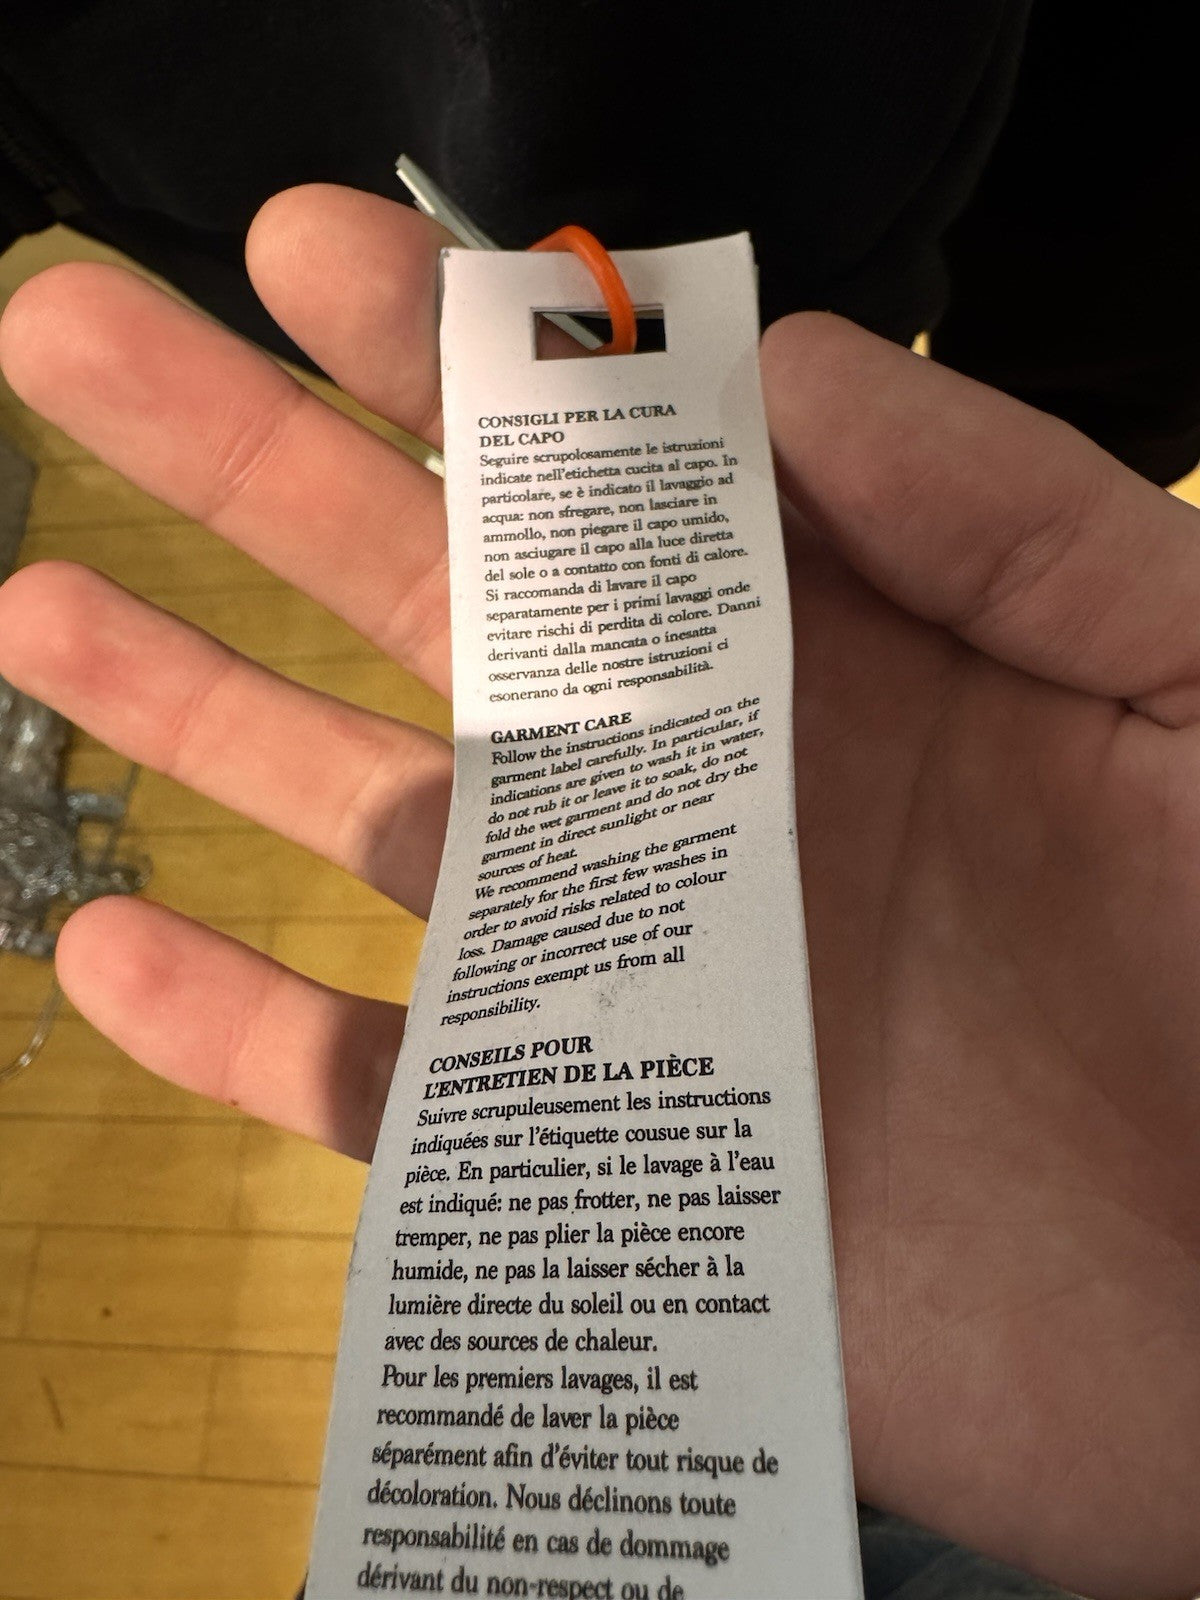 CONSIGLI PER LA CURA
DEL CAPO
Seguire scrupolosamente le istruzioni
indicate nell'etichetta cucita al capo. In
particolare, se è indicato il lavaggio ad
acqua: non sfregare, non lasciare in
ammollo, non piegare il capo umido,
non asciugare il capo alla luce diretta
del sole o a contatto con fonti di calore.
Si raccomanda di lavare il capo
separatamente per i primi lavaggi onde
evitare rischi di perdita di colore. Danni
derivanti dalla mancata o inesatta
osservanza delle nostre istruzioni ci
esonerano da ogni responsabilità.
GARMENT CARE
Follow the instructions indicated on the
garment label carefully. In particular, if
indications are given to wash it in water,
do not rub it or leave it to soak, do not
fold the wet garment and do not dry the
garment in direct sunlight or near
sources of heat.
We recommend washing the garment
separately for the first few washes in
order to avoid risks related to colour
loss. Damage caused due to not
following or incorrect use of our
instructions exempt us from all
responsibility.
CONSEILS POUR
L'ENTRETIEN DE LA PIÈCE
Suivre scrupuleusement les instructions
indiquées sur l'étiquette cousue sur la
pièce. En particulier, si le lavage à l'eau
est indiqué: ne pas frotter, ne pas laisser
tremper, ne pas plier la pièce encore
humide, ne pas la laisser sécher à la
lumière directe du soleil ou en contact
avec des sources de chaleur.
Pour les premiers lavages, il est
recommandé de laver la pièce
séparément afin d'éviter tout risque de
décoloration. Nous déclinons toute
responsabilité en cas de dommage
dérivant du non-respect ou de